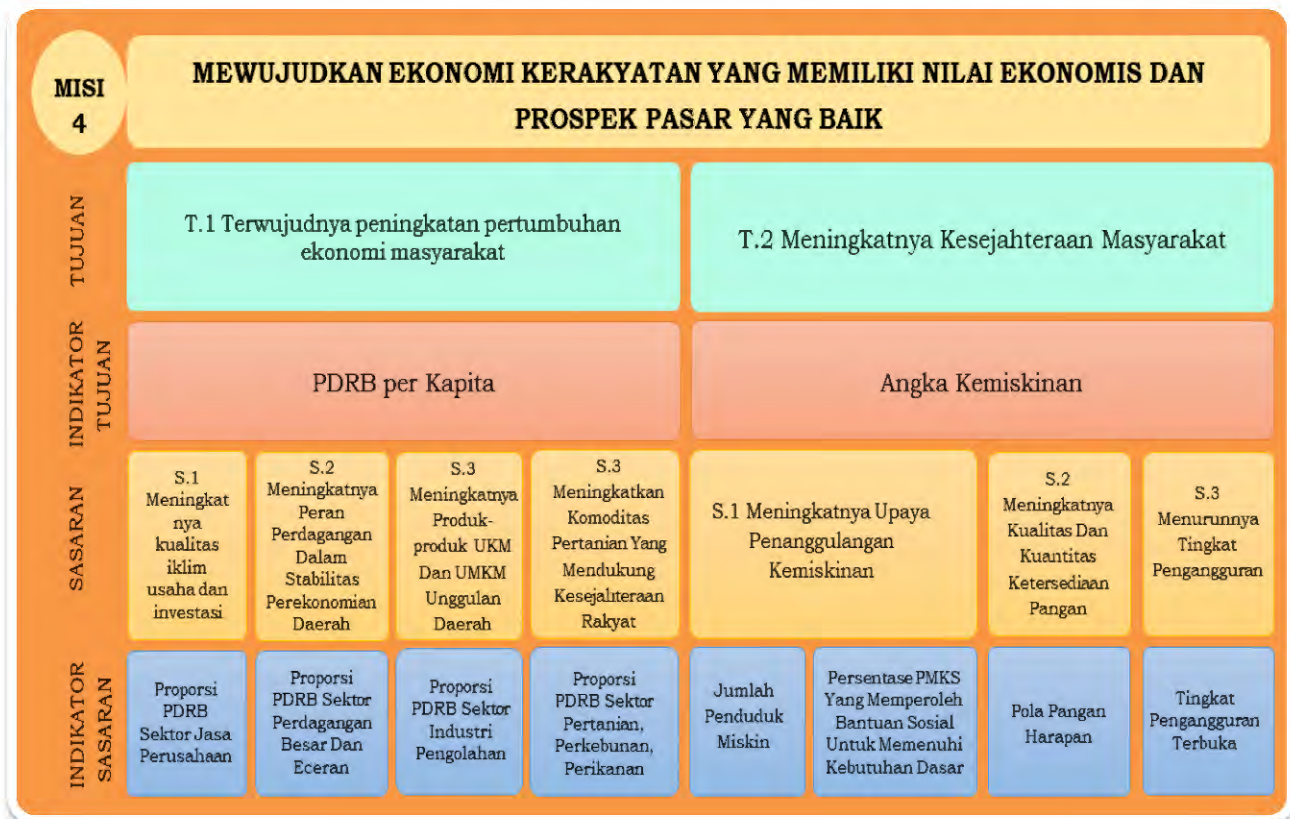 MISI
4
MEWUJUDKAN EKONOMI KERAKYATAN YANG MEMILIKI NILAI EKONOMIS DAN
PROSPEK PASAR YANG BAIK
TUJUAN
T.1 Terwujudnya peningkatan pertumbuhan
ekonomi masyarakat
T.2 Meningkatnya Kesejahteraan Masyarakat
INDIKATOR
TUJUAN
PDRB per Kapita
Angka Kemiskinan
SASARAN
S.1
Meningkat
nya
kualitas
iklim
usaha dan
investasi
S.2
Meningkatnya
Peran
Perdagangan
Dalam
Stabilitas
Perekonomian
Daerah
S.3
Meningkatnya
Produk-
produk UKM
Dan UMKM
Unggulan
Daerah
S.3
Meningkatkan
Komoditas
Pertanian Yang
Mendukung
Kesejahteraan
Rakyat
S.1 Meningkatnya Upaya
Penanggulangan
Kemiskinan
S.2
Meningkatnya
Kualitas Dan
Kuantitas
Ketersediaan
Pangan
S.3
Menurunnya
Tingkat
Pengangguran
INDIKATOR
SASARAN
Proporsi
PDRB
Sektor Jasa
Perusahaan
Proporsi
PDRB Sektor
Perdagangan
Besar Dan
Eceran
Proporsi
PDRB Sektor
Industri
Pengolahan
Proporsi
PDRB Sektor
Pertanian,
Perkebunan,
Perikanan
Jumlah
Penduduk
Miskin
Persentase PMKS
Yang Memperoleh
Bantuan Sosial
Untuk Memenuhi
Kebutuhan Dasar
Pola Pangan
Harapan
Tingkat
Pengangguran
Terbuka